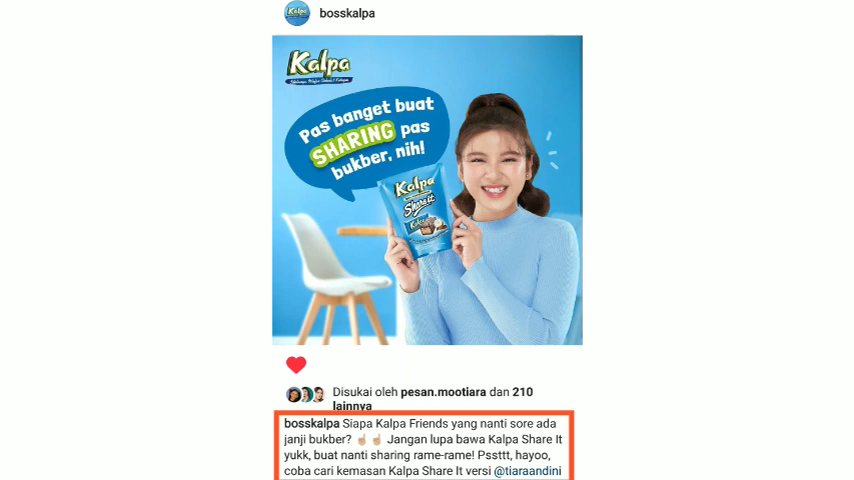 bosskalpa
Kalpa
Pas banget buat
SHARING pas
bukber, nih!
Kalpa
Share it
Kalpa
Disukai oleh pesan.mootiara dan 210
lainnya
bosskalpa Siapa Kalpa Friends yang nanti sore ada
janji bukber? ☝🏼☝🏼 Jangan lupa bawa Kalpa Share It
yukk, buat nanti sharing rame-rame! Pssttt, hayoo,
coba cari kemasan Kalpa Share It versi @tiaraandini